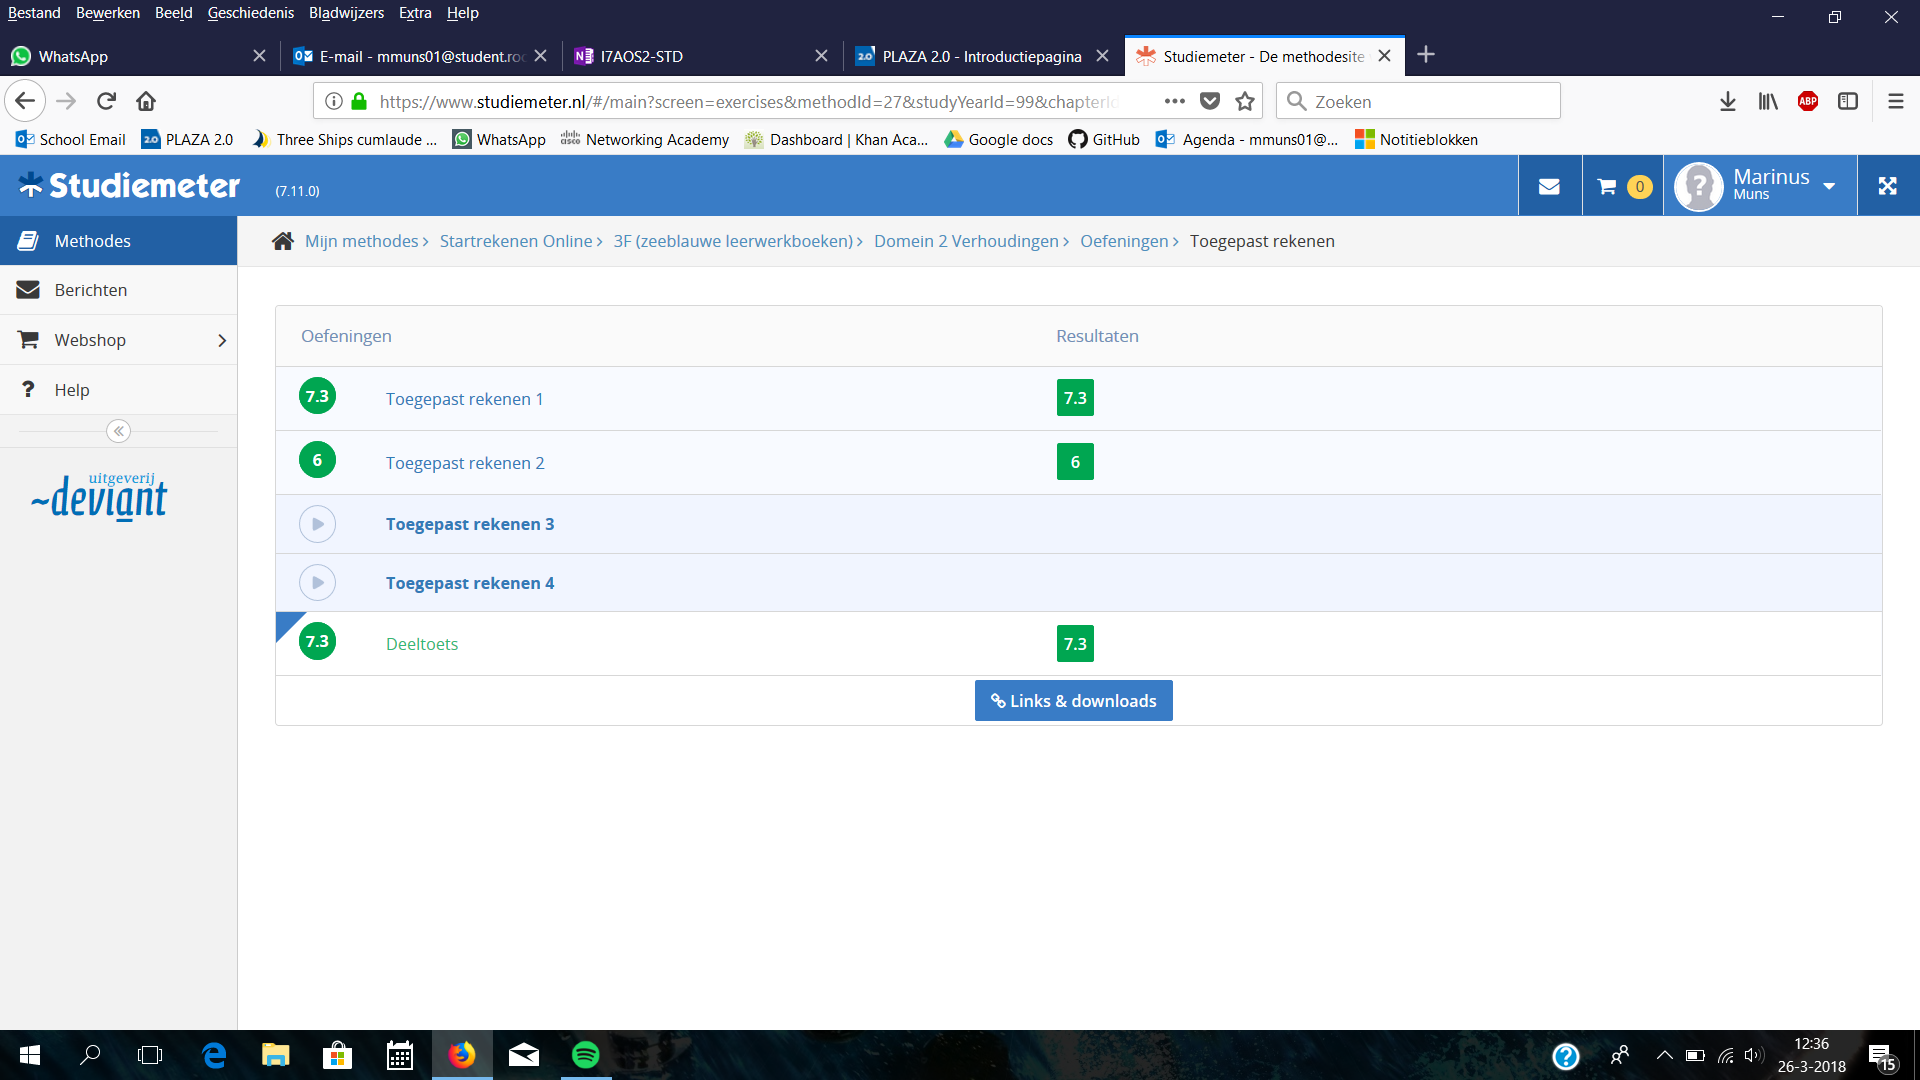 Bestand Bewerken Beeld Geschiedenis Bladwijzers Extra Help
WhatsApp E-mail - mmuns01@student.roc I7AOS2-STD PLAZA 2.0 - Introductiepagina Studiemeter - De methodesite
https://www.studiemeter.nl/#/main?screen=exercises&methodId=27&studyYearId=99&chapterId Zoeken ABP
School Email PLAZA 2.0 Three Ships cumlaude ... WhatsApp Networking Academy Dashboard | Khan Aca... Google docs GitHub Agenda - mmuns01@... Notitieblokken
Studiemeter (7.11.0) 0 Marinus
Muns
Methodes
Berichten
Webshop
Help
uitgeverij
~deviant
Mijn methodes › Startrekenen Online › 3F (zeeblauwe leerwerkboeken) › Domein 2 Verhoudingen › Oefeningen › Toegepast rekenen
Oefeningen Resultaten
7.3 Toegepast rekenen 1 7.3
6 Toegepast rekenen 2 6
Toegepast rekenen 3
Toegepast rekenen 4
7.3 Deeltoets 7.3
Links & downloads
12:36
26-3-2018
15